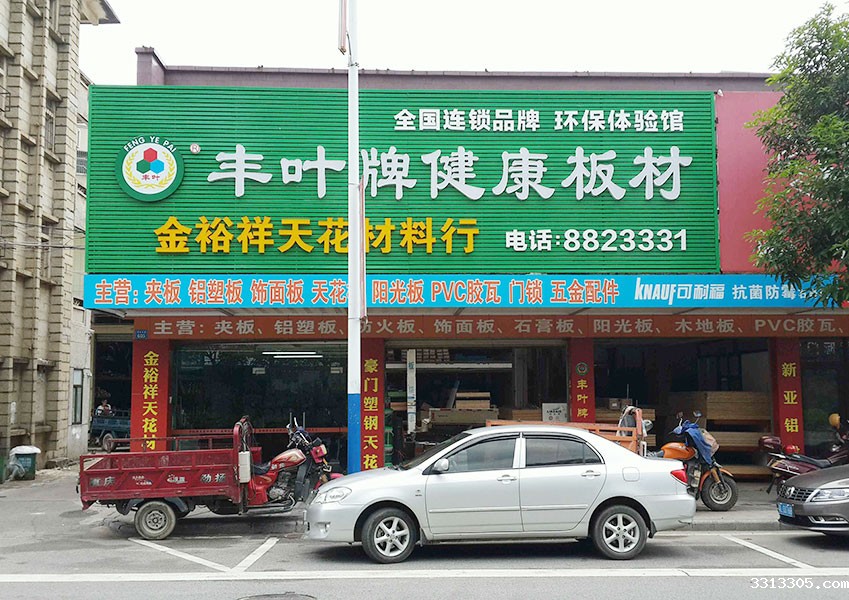 全国连锁品牌 环保体验馆
FENG YE PAI
丰叶
丰叶牌健康板材
金裕祥天花材料行
电话:8823331
主营:夹板 铝塑板 饰面板 天花 阳光板 PVC胶瓦 门锁 五金配件
KNAUF可利福 抗菌防霉
主营:夹板、铝塑板、防火板、饰面板、石膏板、阳光板、木地板、PVC胶瓦
金裕祥天花材
豪门塑钢天花
丰叶牌
新亚铝
劲扬
3313305.com